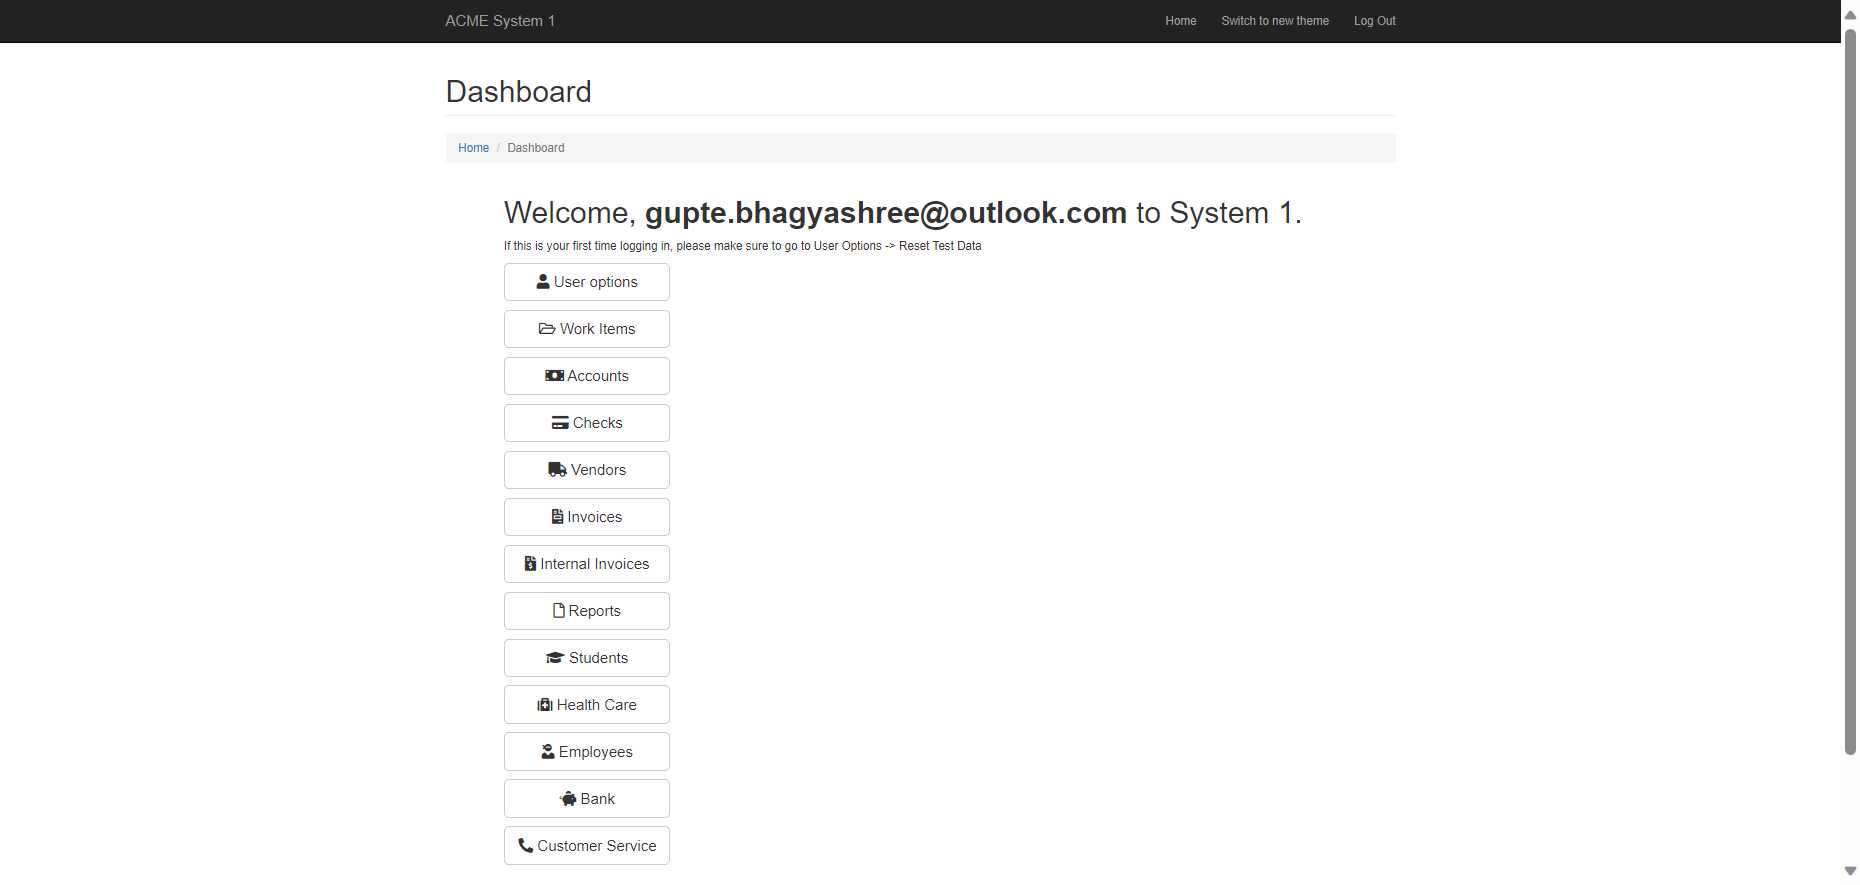 ACME System 1 Home Switch to new theme Log Out
Dashboard
Home / Dashboard
Welcome, gupte.bhagyashree@outlook.com to System 1.
If this is your first time logging in, please make sure to go to User Options -> Reset Test Data
User options
Work Items
Accounts
Checks
Vendors
Invoices
Internal Invoices
Reports
Students
Health Care
Employees
Bank
Customer Service